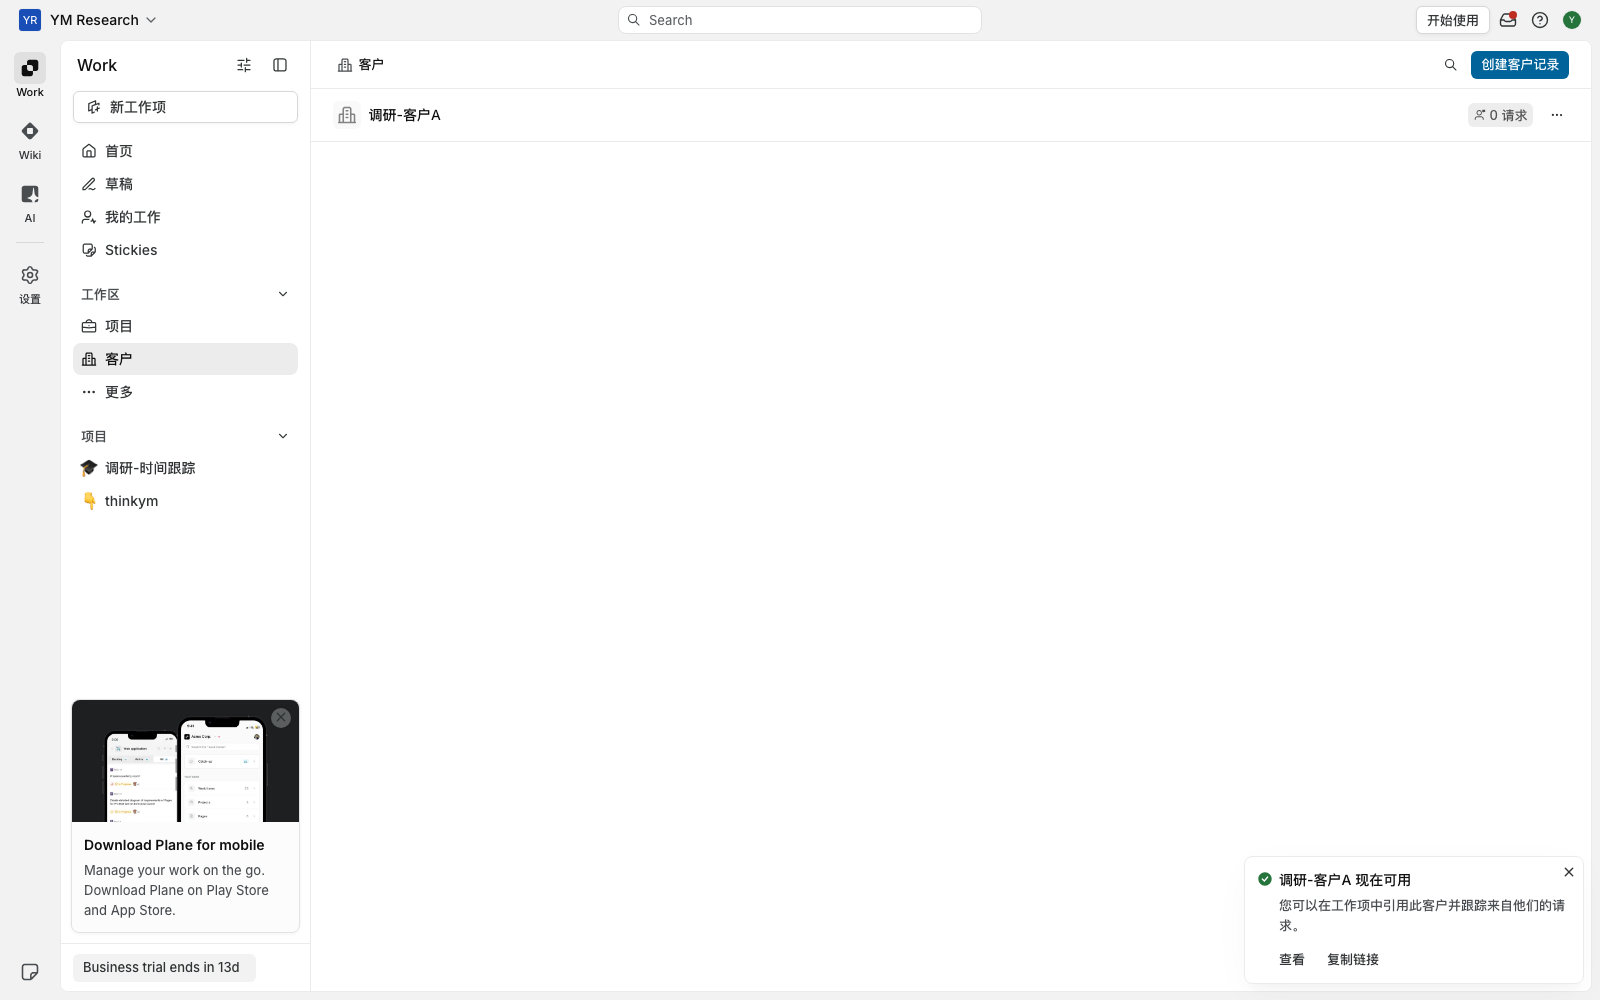 YR YM Research
Search
开始使用
Y
Work
Wiki
AI
设置
Work
新工作项
首页
草稿
我的工作
Stickies
工作区
项目
客户
更多
项目
调研-时间跟踪
thinkym
Download Plane for mobile
Manage your work on the go.
Download Plane on Play Store
and App Store.
Business trial ends in 13d
客户
创建客户记录
调研-客户A
0 请求
调研-客户A 现在可用
您可以在工作项中引用此客户并跟踪来自他们的请
求。
查看 复制链接